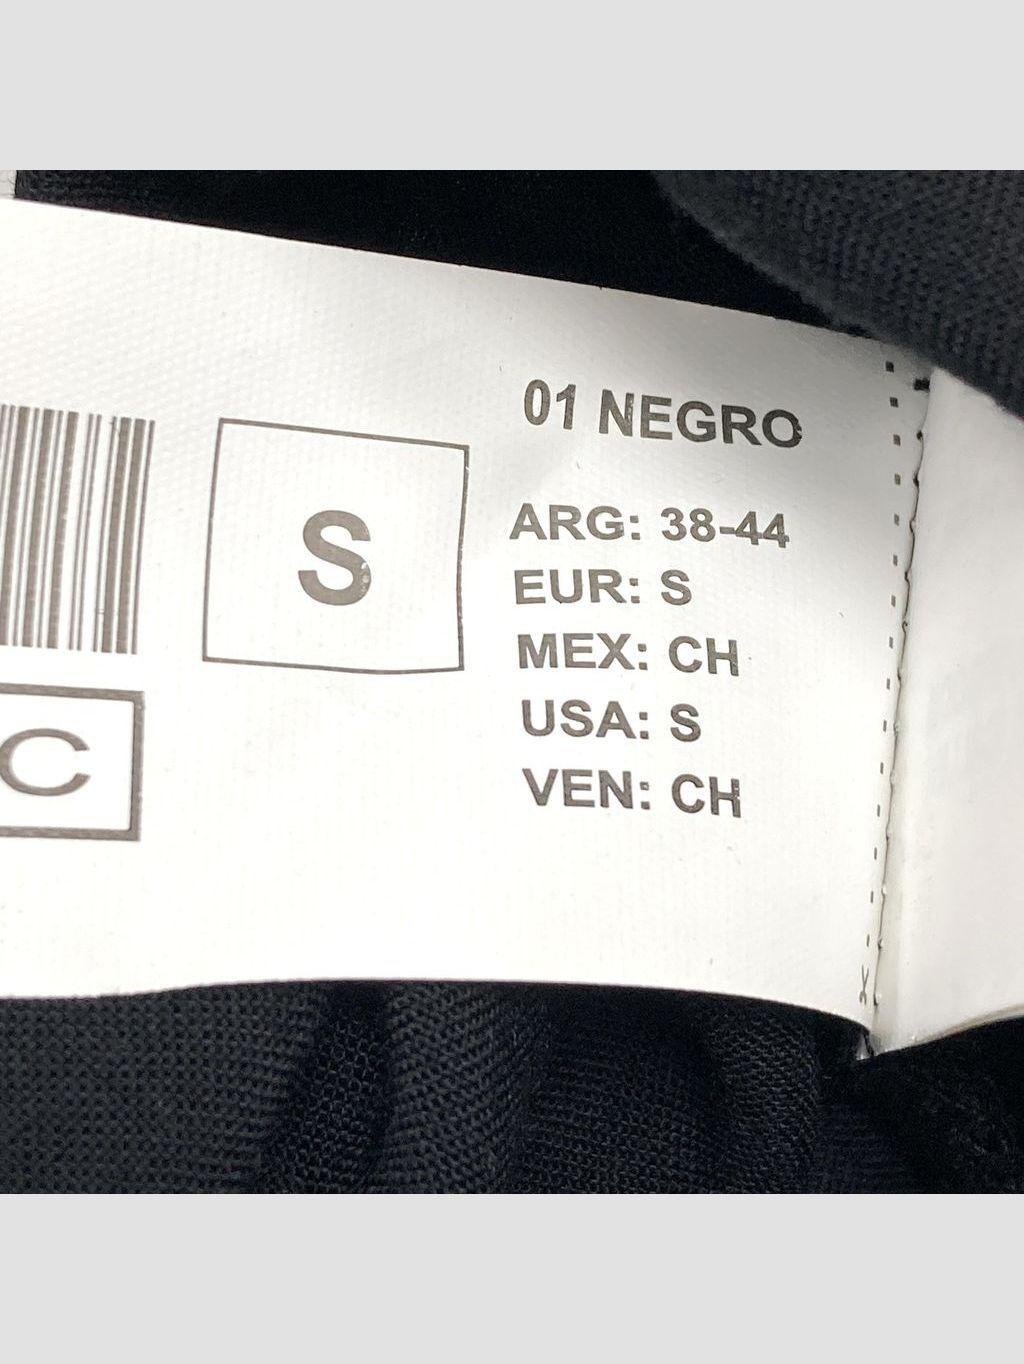 S
C
01 NEGRO
ARG: 38-44
EUR: S
MEX: CH
USA: S
VEN: CH